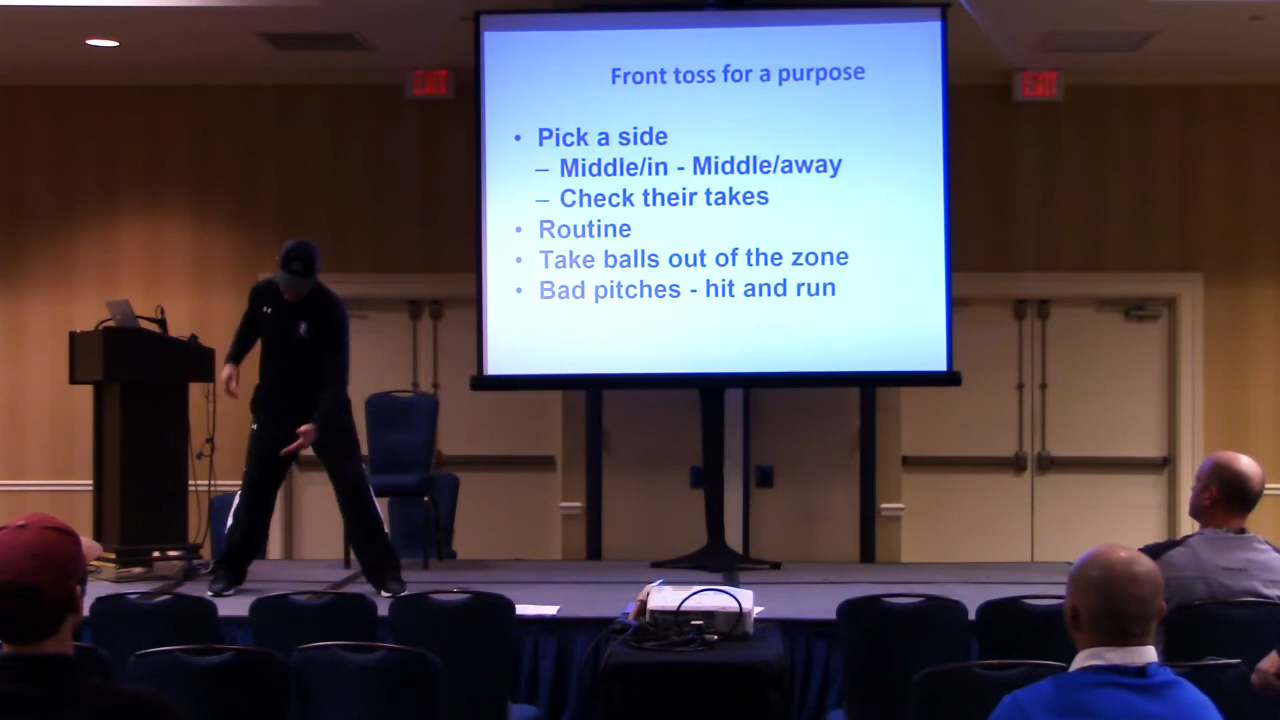 Front toss for a purpose
• Pick a side
– Middle/in - Middle/away
– Check their takes
• Routine
• Take balls out of the zone
• Bad pitches - hit and run
EXIT
EXIT